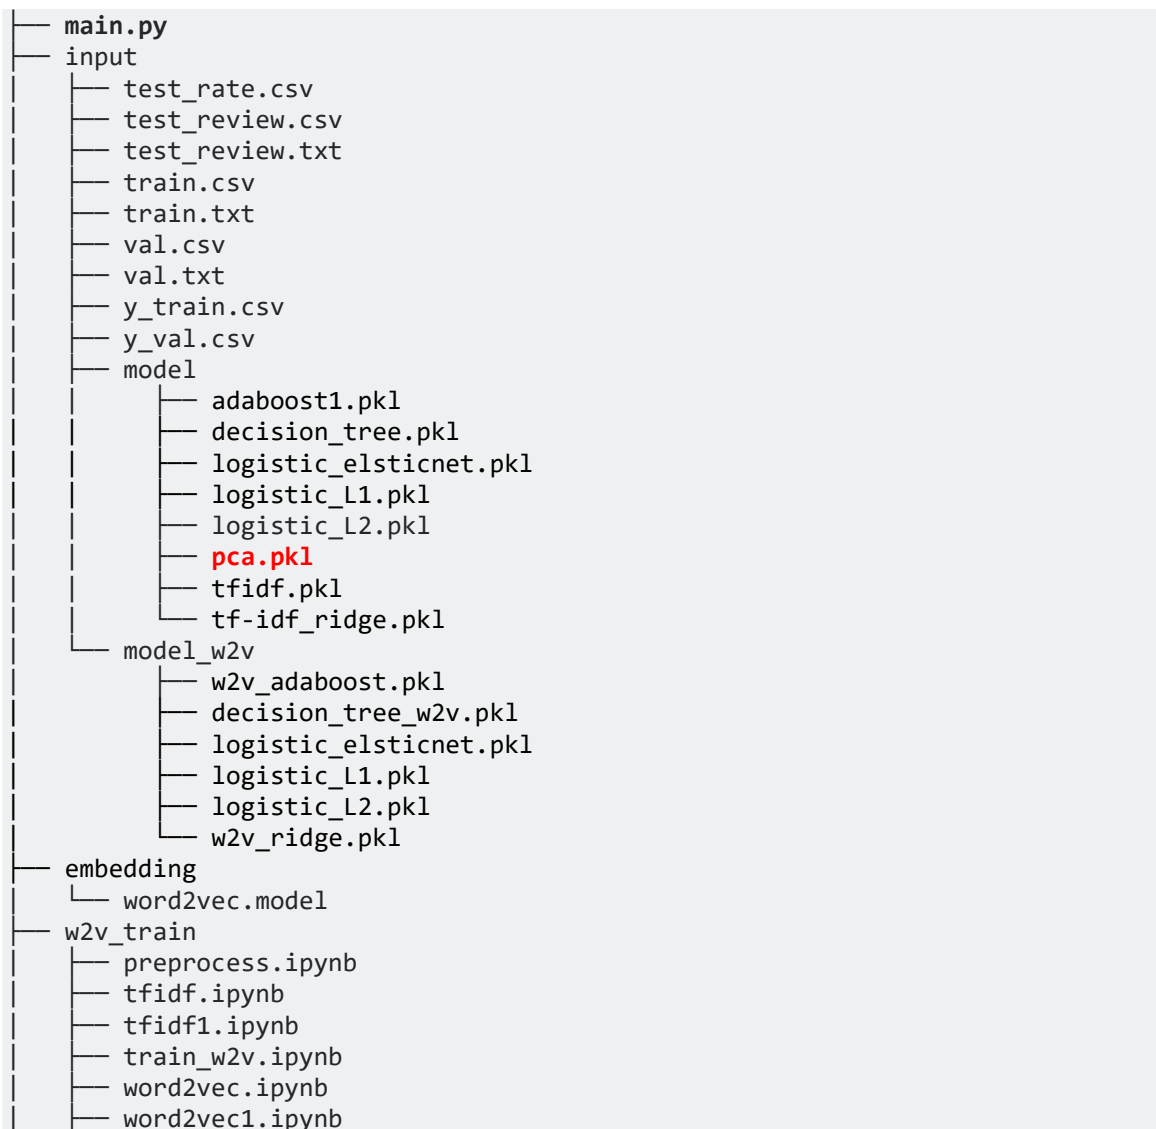 ├── main.py
├── input
│   ├── test_rate.csv
│   ├── test_review.csv
│   ├── test_review.txt
│   ├── train.csv
│   ├── train.txt
│   ├── val.csv
│   ├── val.txt
│   ├── y_train.csv
│   ├── y_val.csv
│   ├── model
│   │     ├── adaboost1.pkl
│   │     ├── decision_tree.pkl
│   │     ├── logistic_elsticnet.pkl
│   │     ├── logistic_L1.pkl
│   │     ├── logistic_L2.pkl
│   │     ├── pca.pkl
│   │     ├── tfidf.pkl
│   │     └── tf-idf_ridge.pkl
│   └── model_w2v
│         ├── w2v_adaboost.pkl
│         ├── decision_tree_w2v.pkl
│         ├── logistic_elsticnet.pkl
│         ├── logistic_L1.pkl
│         ├── logistic_L2.pkl
│         └── w2v_ridge.pkl
├── embedding
│   └── word2vec.model
├── w2v_train
│   ├── preprocess.ipynb
│   ├── tfidf.ipynb
│   ├── tfidf1.ipynb
│   ├── train_w2v.ipynb
│   ├── word2vec.ipynb
│   ├── word2vec1.ipynb